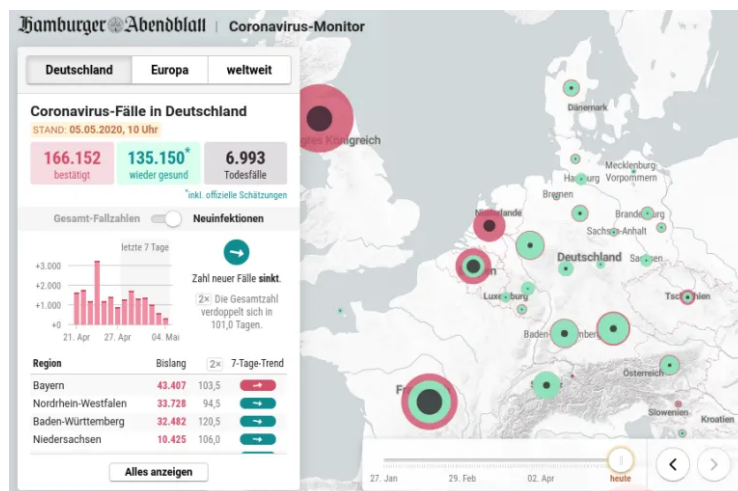 Hamburger Abendblatt | Coronavirus-Monitor
Deutschland Europa weltweit
Coronavirus-Fälle in Deutschland
STAND: 05.05.2020, 10 Uhr
166.152 135.150* 6.993
bestätigt wieder gesund Todesfälle
*inkl. offizielle Schätzungen
Gesamt-Fallzahlen Neuinfektionen
letzte 7 Tage
+3.000
+2.000
+1.000
+0
21. Apr 27. Apr 04. Mai
Zahl neuer Fälle sinkt.
2× Die Gesamtzahl
verdoppelt sich in
101,0 Tagen.
Region Bislang 2× 7-Tage-Trend
Bayern 43.407 103,5
Nordrhein-Westfalen 33.728 94,5
Baden-Württemberg 32.482 120,5
Niedersachsen 10.425 106,0
Alles anzeigen
Königreich
Dänemark
Mecklenburg
Vorpommern
Hamburg
Bremen
Niederlande
Brandenburg
Sachsen-Anhalt
Deutschland
Sachsen
Luxemburg
Tschechien
Baden-
Österreich
Slowenien
Kroatien
27. Jan 29. Feb 02. Apr heute